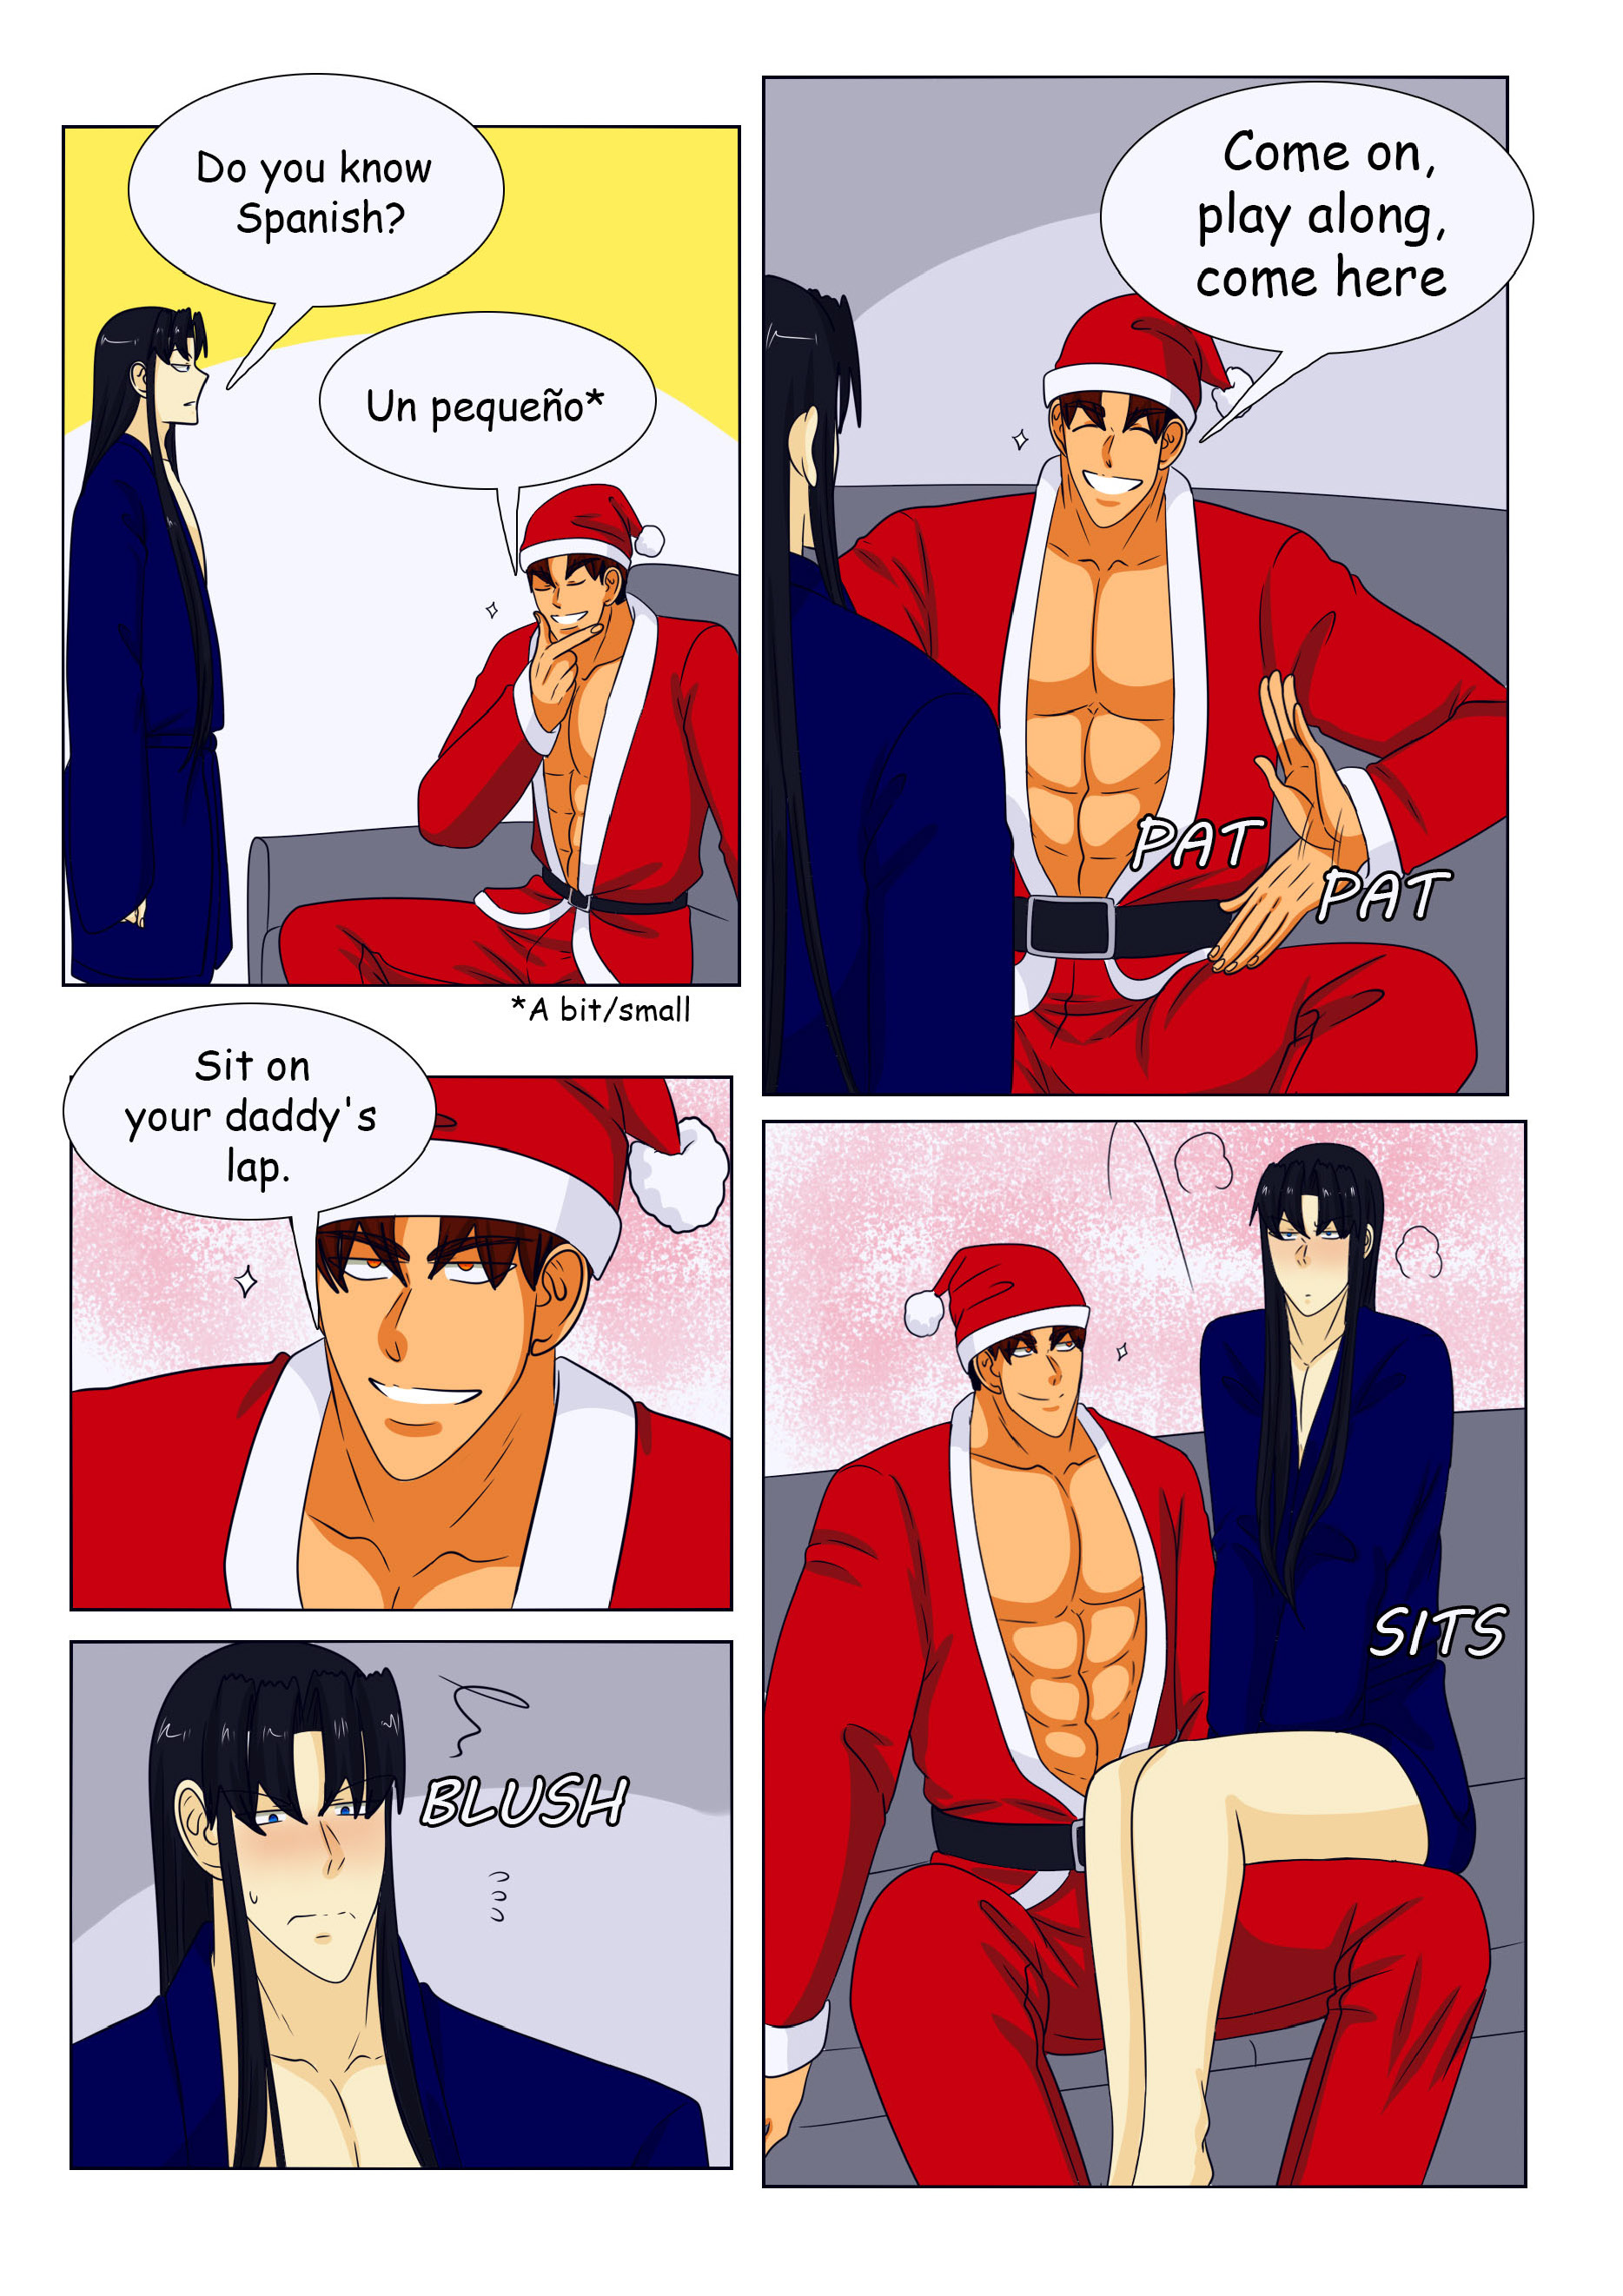 Do you know
Spanish?
Un pequeño*
*A bit/small
Come on,
play along,
come here
PAT
PAT
Sit on
your daddy's
lap.
BLUSH
SITS